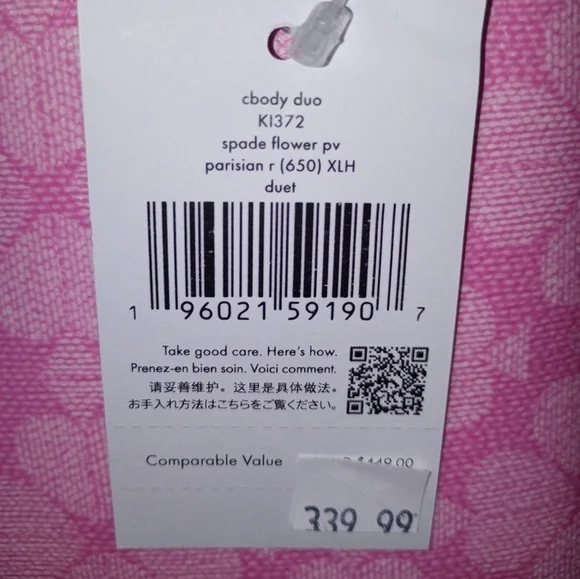 cbody duo
KI372
spade flower pv
parisian r (650) XLH
duet
1 96021 59190 7
Take good care. Here's how.
Prenez-en bien soin. Voici comment.
请妥善维护。这里是具体做法。
お手入れ方法はこちらをご覧ください。
Comparable Value
339 99